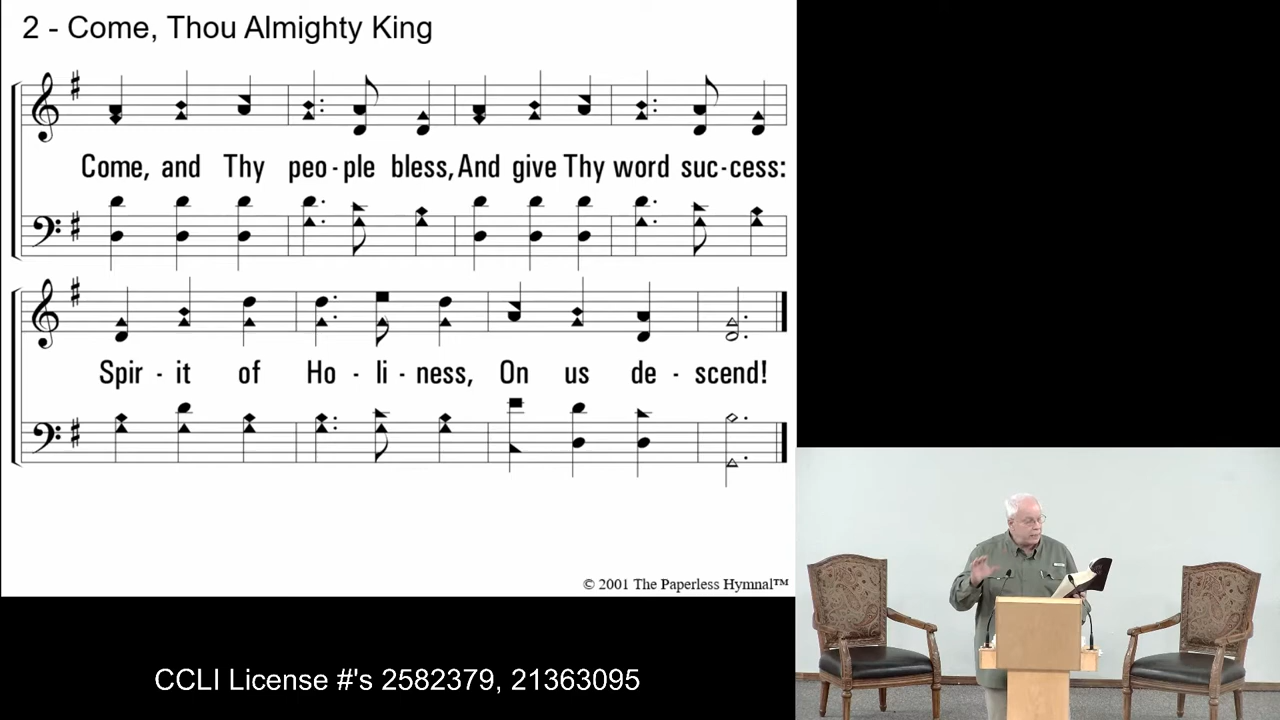 2 - Come, Thou Almighty King
Come, and Thy peo - ple bless, And give Thy word suc - cess:
Spir - it of Ho - li - ness, On us de - scend!
© 2001 The Paperless Hymnal™
CCLI License #'s 2582379, 21363095